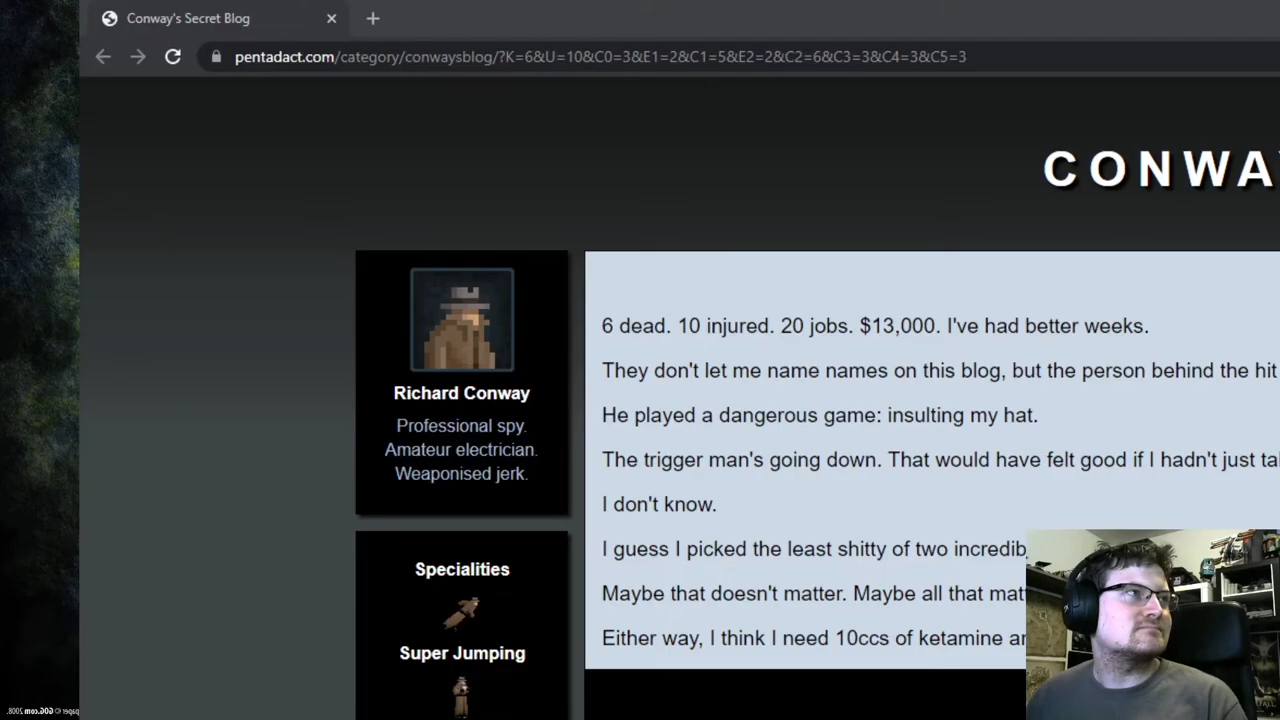 Conway's Secret Blog
pentadact.com/category/conwaysblog/?K=6&U=10&C0=3&E1=2&C1=5&E2=2&C2=6&C3=3&C4=3&C5=3
CONWA
6 dead. 10 injured. 20 jobs. $13,000. I've had better weeks.
They don't let me name names on this blog, but the person behind the hit
He played a dangerous game: insulting my hat.
The trigger man's going down. That would have felt good if I hadn't just ta
I don't know.
I guess I picked the least shitty of two incredib
Maybe that doesn't matter. Maybe all that mat
Either way, I think I need 10ccs of ketamine a
Richard Conway
Professional spy.
Amateur electrician.
Weaponised jerk.
Specialities
Super Jumping
paper © GOG.com 2008.